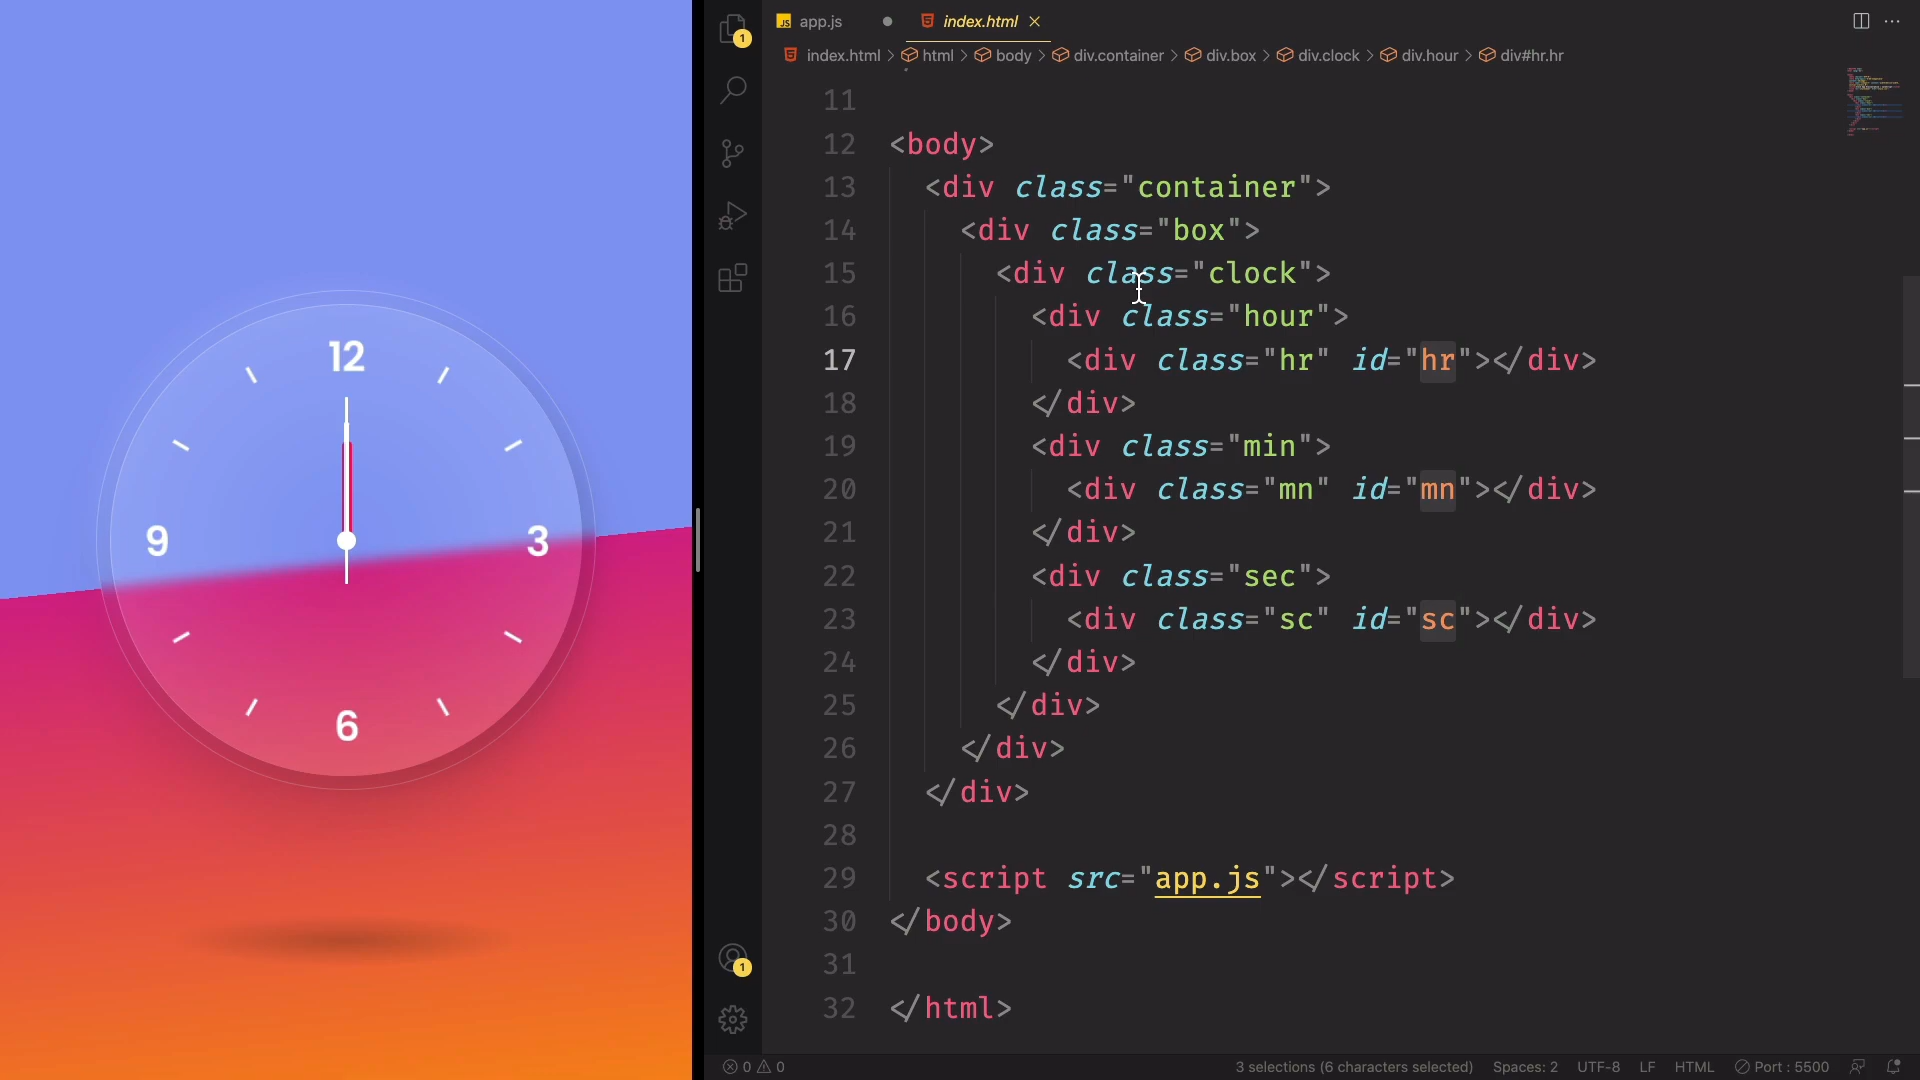 12
9
3
6
1
1
JS app.js
index.html
index.html > html > body > div.container > div.box > div.clock > div.hour > div#hr.hr
11
12 <body>
13 <div class="container">
14 <div class="box">
15 <div class="clock">
16 <div class="hour">
17 <div class="hr" id="hr"></div>
18 </div>
19 <div class="min">
20 <div class="mn" id="mn"></div>
21 </div>
22 <div class="sec">
23 <div class="sc" id="sc"></div>
24 </div>
25 </div>
26 </div>
27 </div>
28
29 <script src="app.js"></script>
30 </body>
31
32 </html>
0 0 3 selections (6 characters selected) Spaces: 2 UTF-8 LF HTML Port : 5500